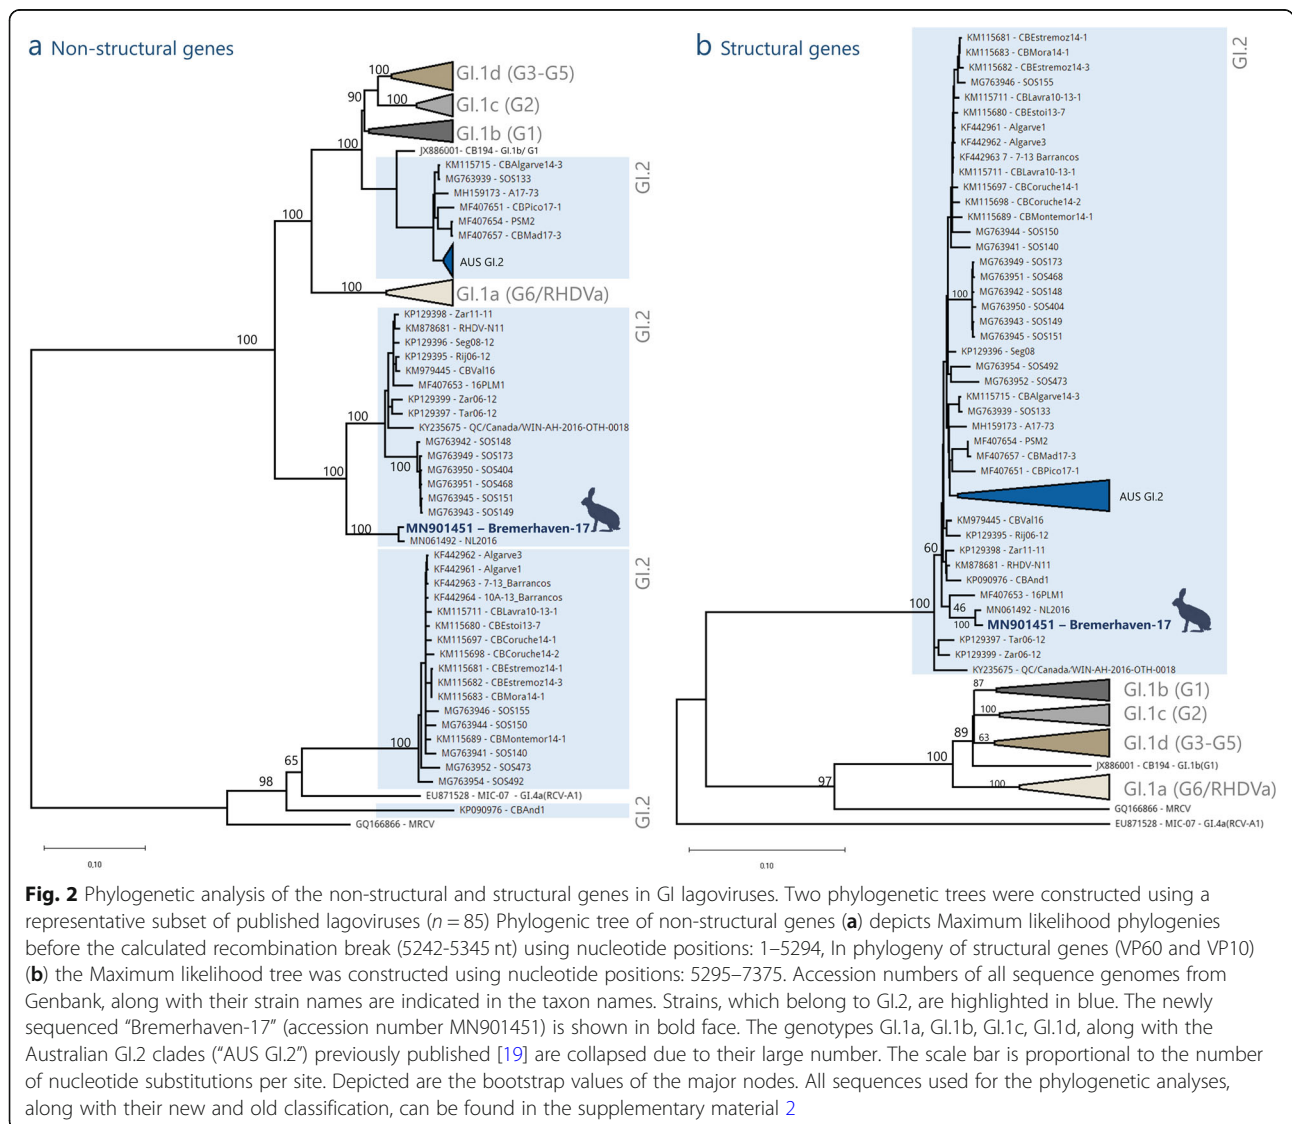 a Non-structural genes
100
GI.1d (G3-G5)
90
100
GI.1c (G2)
GI.1b (G1)
100
JX886001- CB194 - GI.1b/ G1
KM115715 - CBAlgarve14-3
MG763939 - SOS133
MH159173 - A17-73
MF407651 - CBPico17-1
MF407654 - PSM2
MF407657 - CBMad17-3
GI.2
100
AUS GI.2
100
GI.1a (G6/RHDVa)
KP129398 - Zar11-11
KM878681 - RHDV-N11
GI.2
KP129396 - Seg08-12
100
KP129395 - Rij06-12
KM979445 - CBVal16
MF407653 - 16PLM1
KP129399 - Zar06-12
KP129397 - Tar06-12
100
KY235675 - QC/Canada/WIN-AH-2016-OTH-0018
MG763942 - SOS148
MG763949 - SOS173
100
MG763950 - SOS404
100
MG763951 - SOS468
MG763945 - SOS151
MG763943 - SOS149
100
MN901451 – Bremerhaven-17
MN061492 - NL2016
KF442962 - Algarve3
KF442961 - Algarve1
GI.2
KF442963 - 7-13_Barrancos
KF442964 - 10A-13_Barrancos
KM115711 - CBLavra10-13-1
KM115680 - CBEstoi13-7
KM115697 - CBCoruche14-1
KM115698 - CBCoruche14-2
KM115681 - CBEstremoz14-1
KM115682 - CBEstremoz14-3
KM115683 - CBMora14-1
MG763946 - SOS155
MG763944 - SOS150
KM115689 - CBMontemor14-1
100
MG763941 - SOS140
65
MG763952 - SOS473
98
MG763954 - SOS492
EU871528 - MIC-07 - GI.4a(RCV-A1)
KP090976 - CBAnd1
GI.2
GQ166866 - MRCV
0,10
b Structural genes
KM115681 - CBEstremoz14-1
GI.2
KM115683 - CBMora14-1
KM115682 - CBEstremoz14-3
MG763946 - SOS155
KM115711 - CBLavra10-13-1
KM115680 - CBEstoi13-7
KF442961 - Algarve1
KF442962 - Algarve3
KF442963 7 - 7-13 Barrancos
KM115711 - CBLavra10-13-1
KM115697 - CBCoruche14-1
KM115698 - CBCoruche14-2
KM115689 - CBMontemor14-1
MG763944 - SOS150
MG763941 - SOS140
MG763949 - SOS173
MG763951 - SOS468
100
MG763942 - SOS148
MG763950 - SOS404
MG763943 - SOS149
MG763945 - SOS151
KP129396 - Seg08
MG763954 - SOS492
MG763952 - SOS473
KM115715 - CBAlgarve14-3
MG763939 - SOS133
MH159173 - A17-73
MF407654 - PSM2
MF407657 - CBMad17-3
MF407651 - CBPico17-1
AUS GI.2
KM979445 - CBVal16
KP129395 - Rij06-12
60
KP129398 - Zar11-11
KM878681 - RHDV-N11
KP090976 - CBAnd1
MF407653 - 16PLM1
100
46
MN061492 - NL2016
100
MN901451 – Bremerhaven-17
KP129397 - Tar06-12
KP129399 - Zar06-12
KY235675 - QC/Canada/WIN-AH-2016-OTH-0018
87
GI.1b (G1)
100
GI.1c (G2)
89
63
GI.1d (G3-G5)
100
JX886001 - CB194 - GI.1b(G1)
97
100
GI.1a (G6/RHDVa)
GQ166866 - MRCV
EU871528 - MIC-07 - GI.4a(RCV-A1)
0.10
Fig. 2 Phylogenetic analysis of the non-structural and structural genes in GI lagoviruses. Two phylogenetic trees were constructed using a
representative subset of published lagoviruses (n = 85) Phylogenic tree of non-structural genes (a) depicts Maximum likelihood phylogenies
before the calculated recombination break (5242-5345 nt) using nucleotide positions: 1–5294, In phylogeny of structural genes (VP60 and VP10)
(b) the Maximum likelihood tree was constructed using nucleotide positions: 5295–7375. Accession numbers of all sequence genomes from
Genbank, along with their strain names are indicated in the taxon names. Strains, which belong to GI.2, are highlighted in blue. The newly
sequenced “Bremerhaven-17” (accession number MN901451) is shown in bold face. The genotypes GI.1a, GI.1b, GI.1c, GI.1d, along with the
Australian GI.2 clades (“AUS GI.2”) previously published [19] are collapsed due to their large number. The scale bar is proportional to the number
of nucleotide substitutions per site. Depicted are the bootstrap values of the major nodes. All sequences used for the phylogenetic analyses,
along with their new and old classification, can be found in the supplementary material 2